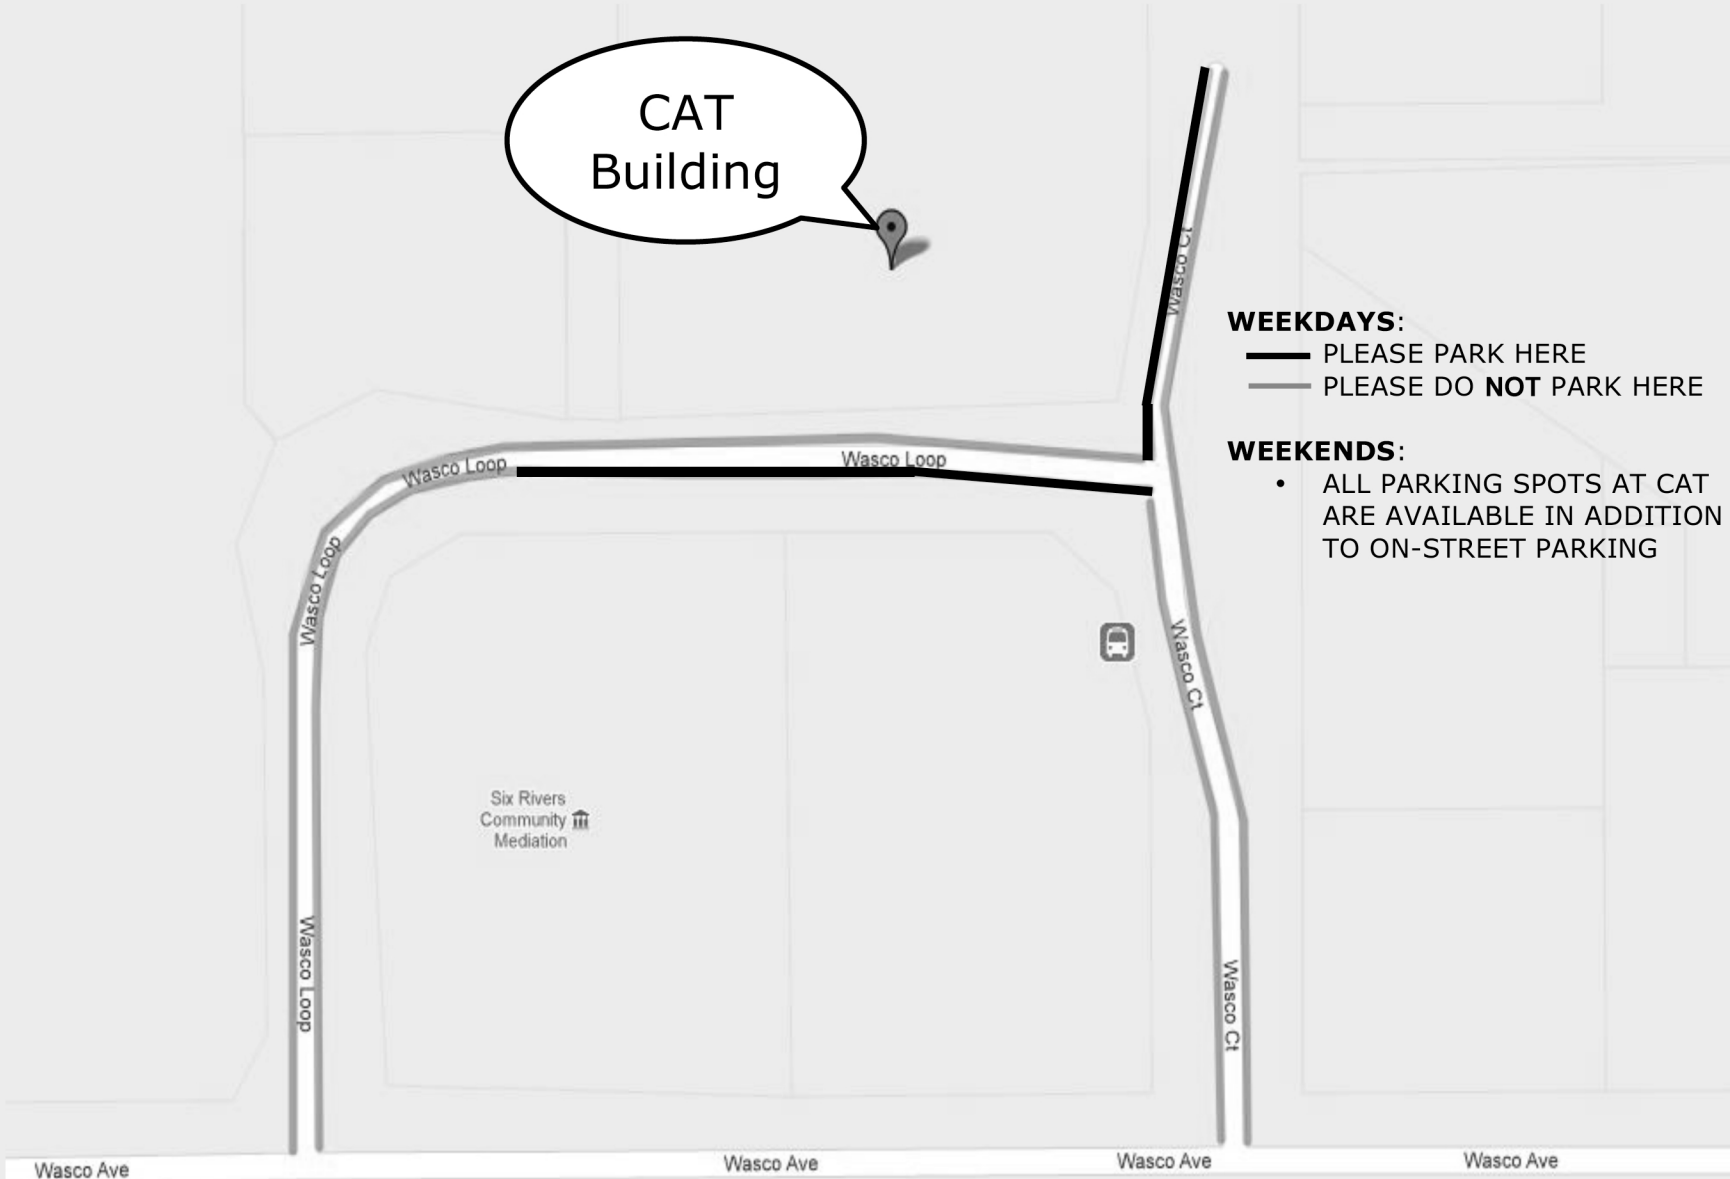 CAT
Building
Wasco Ct
WEEKDAYS:
PLEASE PARK HERE
PLEASE DO NOT PARK HERE
WEEKENDS:
• ALL PARKING SPOTS AT CAT
ARE AVAILABLE IN ADDITION
TO ON-STREET PARKING
Wasco Loop
Wasco Loop
Wasco Loop
Wasco Ct
Six Rivers
Community
Mediation
Wasco Loop
Wasco Ct
Wasco Ave
Wasco Ave
Wasco Ave
Wasco Ave